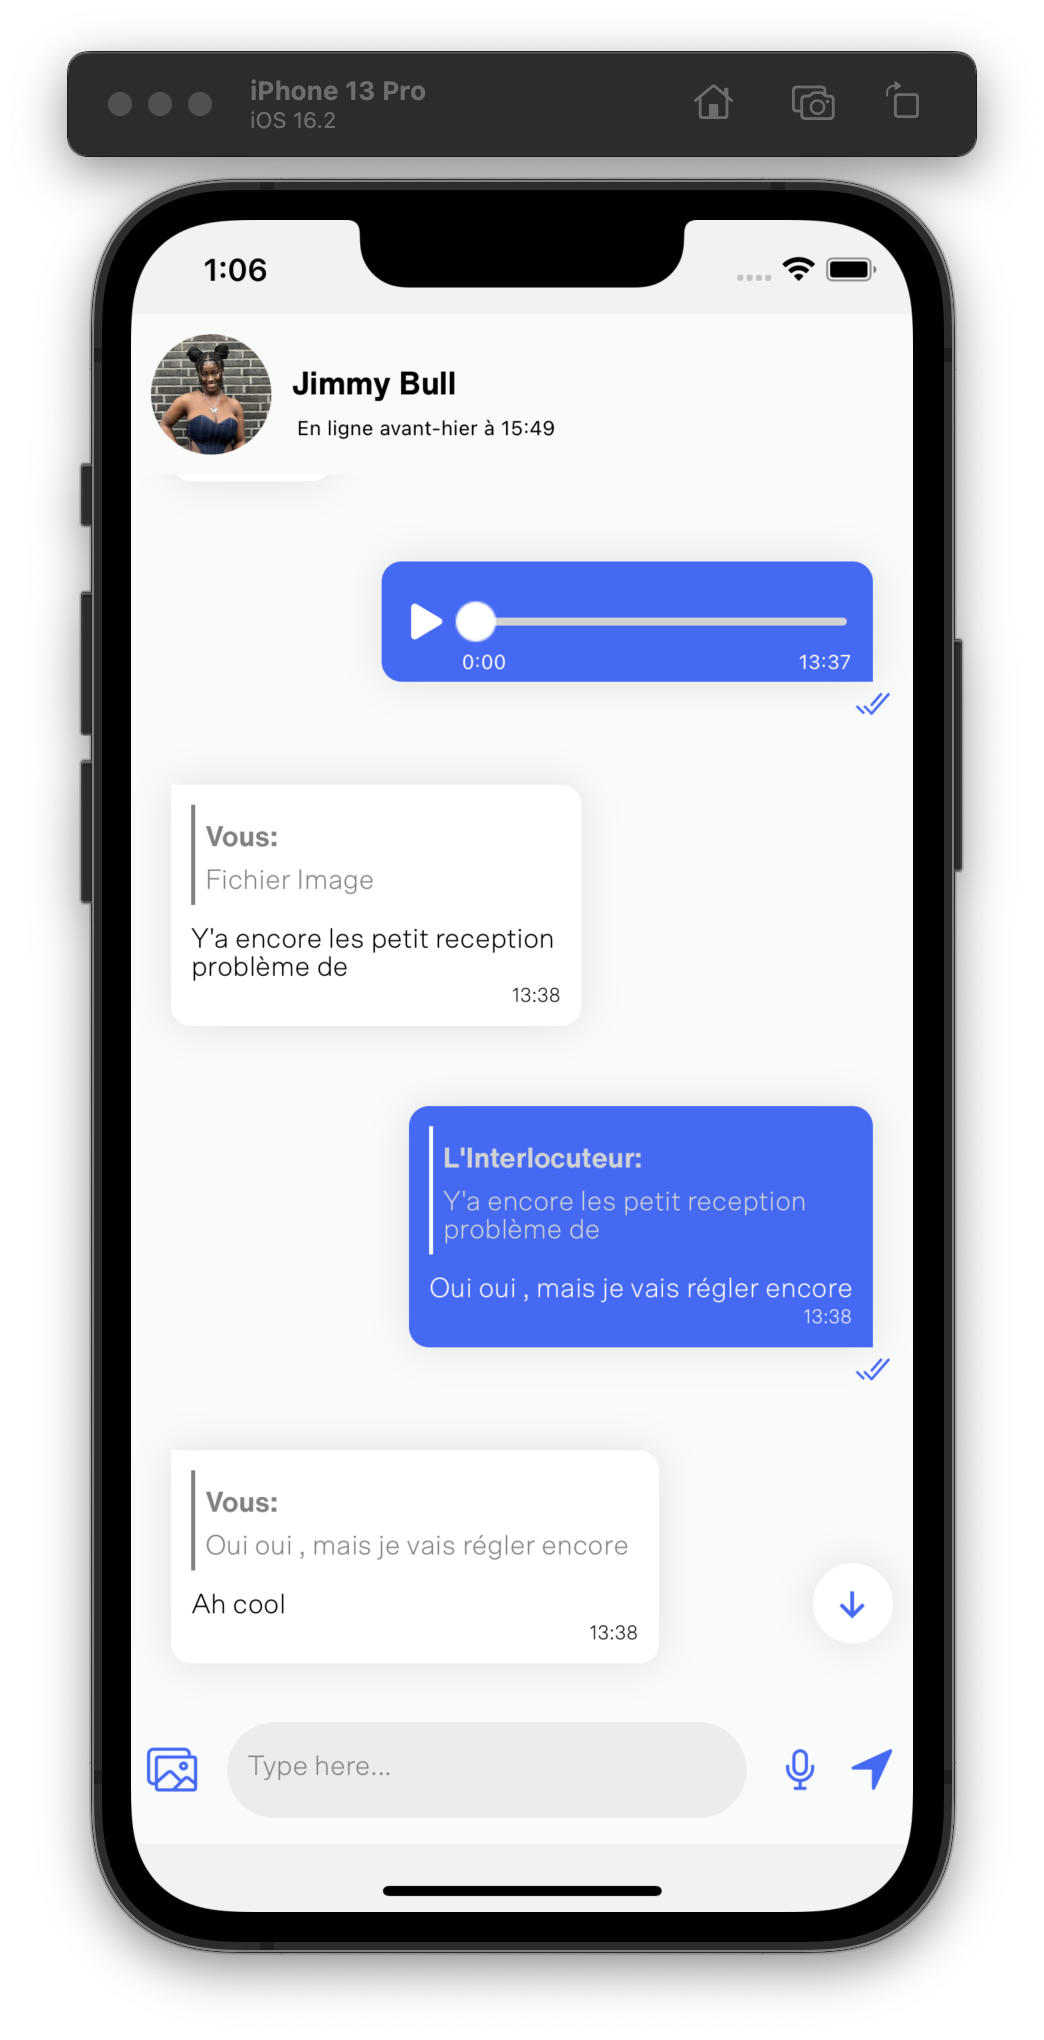 iPhone 13 Pro
iOS 16.2
1:06
Jimmy Bull
En ligne avant-hier à 15:49
0:00 13:37
Vous:
Fichier Image
Y'a encore les petit reception
problème de
13:38
L'Interlocuteur:
Y'a encore les petit reception
problème de
Oui oui , mais je vais régler encore
13:38
Vous:
Oui oui , mais je vais régler encore
Ah cool
13:38
Type here...